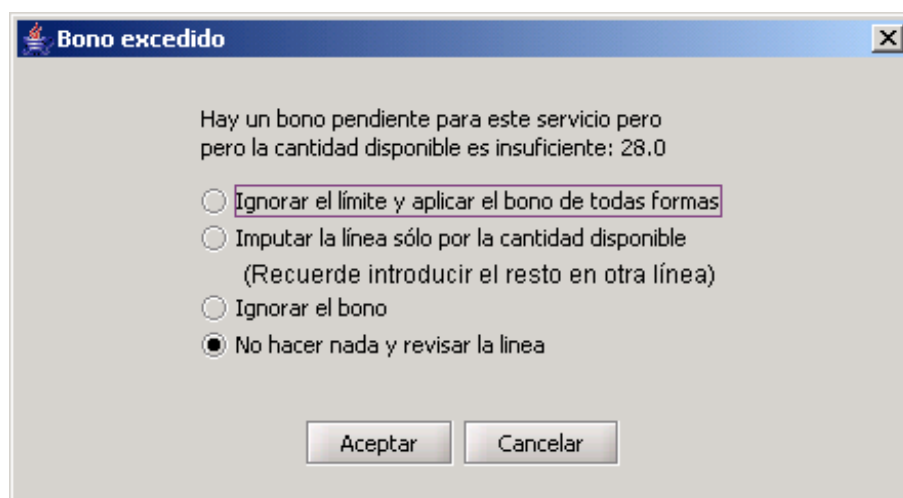 Bono excedido
Hay un bono pendiente para este servicio pero
pero la cantidad disponible es insuficiente: 28.0
Ignorar el límite y aplicar el bono de todas formas
Imputar la línea sólo por la cantidad disponible
(Recuerde introducir el resto en otra línea)
Ignorar el bono
No hacer nada y revisar la linea
Aceptar Cancelar